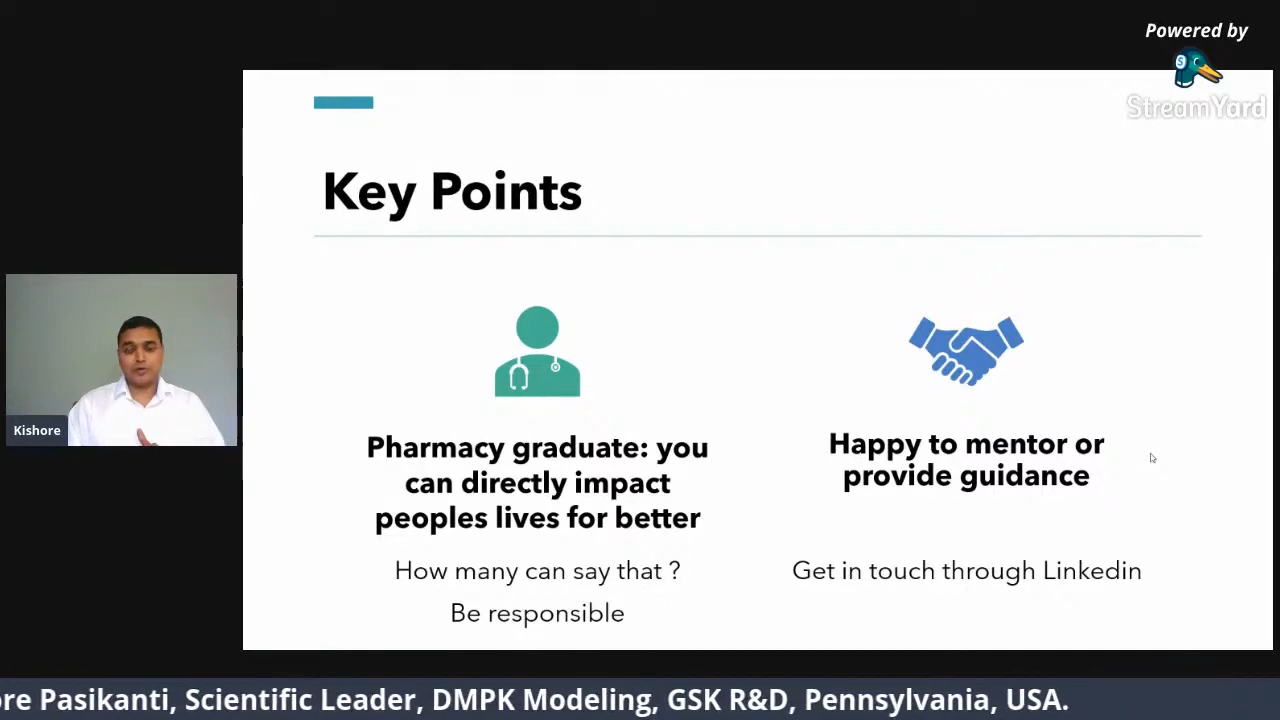 Powered by
StreamYard
Key Points
Pharmacy graduate: you
can directly impact
peoples lives for better
How many can say that ?
Be responsible
Happy to mentor or
provide guidance
Get in touch through Linkedin
Kishore
Pasikanti, Scientific Leader, DMPK Modeling, GSK R&D, Pennsylvania, USA.